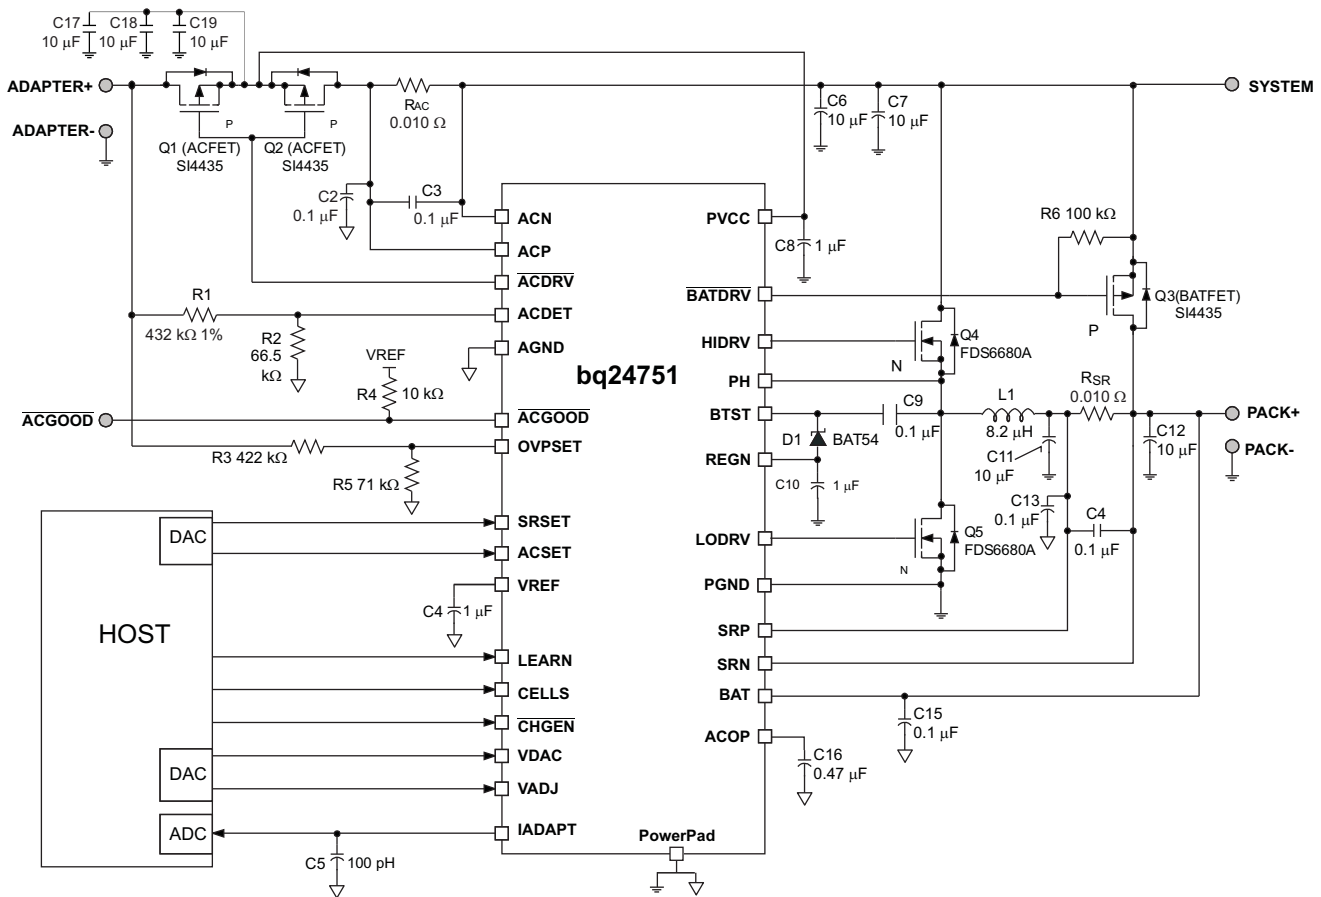 C17
10 µF
C18
10 µF
C19
10 µF
ADAPTER+
ADAPTER-
P
P
Q1 (ACFET)
SI4435
Q2 (ACFET)
SI4435
RAC
0.010 Ω
C6
10 µF
C7
10 µF
SYSTEM
C2
0.1 µF
C3
0.1 µF
ACN
ACP
ACDRV
ACDET
AGND
ACGOOD
OVPSET
SRSET
ACSET
VREF
LEARN
CELLS
CHGEN
VDAC
VADJ
IADAPT
bq24751
PowerPad
PVCC
BATDRV
HIDRV
PH
BTST
REGN
LODRV
PGND
SRP
SRN
BAT
ACOP
C8 1 µF
R6 100 kΩ
Q3(BATFET)
SI4435
P
R1
432 kΩ 1%
R2
66.5
kΩ
VREF
R4 10 kΩ
ACGOOD
R3 422 kΩ
R5 71 kΩ
Q4
FDS6680A
N
C9
0.1 µF
D1 BAT54
C10 1 µF
L1
8.2 µH
RSR
0.010 Ω
PACK+
PACK-
C11
10 µF
C12
10 µF
C13
0.1 µF
C4
0.1 µF
Q5
FDS6680A
N
C15
0.1 µF
C16
0.47 µF
HOST
DAC
DAC
ADC
C4 1 µF
C5 100 pH